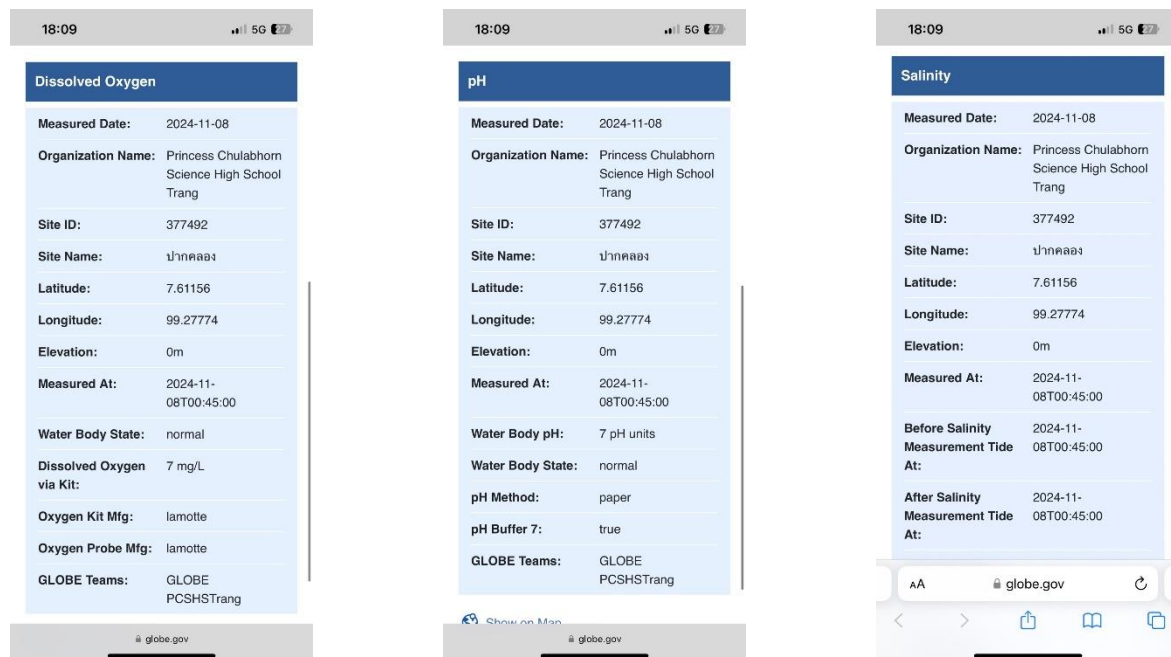 18:09
5G 27
Dissolved Oxygen
Measured Date: 2024-11-08
Organization Name: Princess Chulabhorn
Science High School
Trang
Site ID: 377492
Site Name: ปากคลอง
Latitude: 7.61156
Longitude: 99.27774
Elevation: 0m
Measured At: 2024-11-
08T00:45:00
Water Body State: normal
Dissolved Oxygen 7 mg/L
via Kit:
Oxygen Kit Mfg: lamotte
Oxygen Probe Mfg: lamotte
GLOBE Teams: GLOBE
PCSHSTrang
globe.gov
18:09
5G 27
pH
Measured Date: 2024-11-08
Organization Name: Princess Chulabhorn
Science High School
Trang
Site ID: 377492
Site Name: ปากคลอง
Latitude: 7.61156
Longitude: 99.27774
Elevation: 0m
Measured At: 2024-11-
08T00:45:00
Water Body pH: 7 pH units
Water Body State: normal
pH Method: paper
pH Buffer 7: true
GLOBE Teams: GLOBE
PCSHSTrang
Show on Map
globe.gov
18:09
5G 27
Salinity
Measured Date: 2024-11-08
Organization Name: Princess Chulabhorn
Science High School
Trang
Site ID: 377492
Site Name: ปากคลอง
Latitude: 7.61156
Longitude: 99.27774
Elevation: 0m
Measured At: 2024-11-
08T00:45:00
Before Salinity 2024-11-
Measurement Tide 08T00:45:00
At:
After Salinity 2024-11-
Measurement Tide 08T00:45:00
At:
AA globe.gov